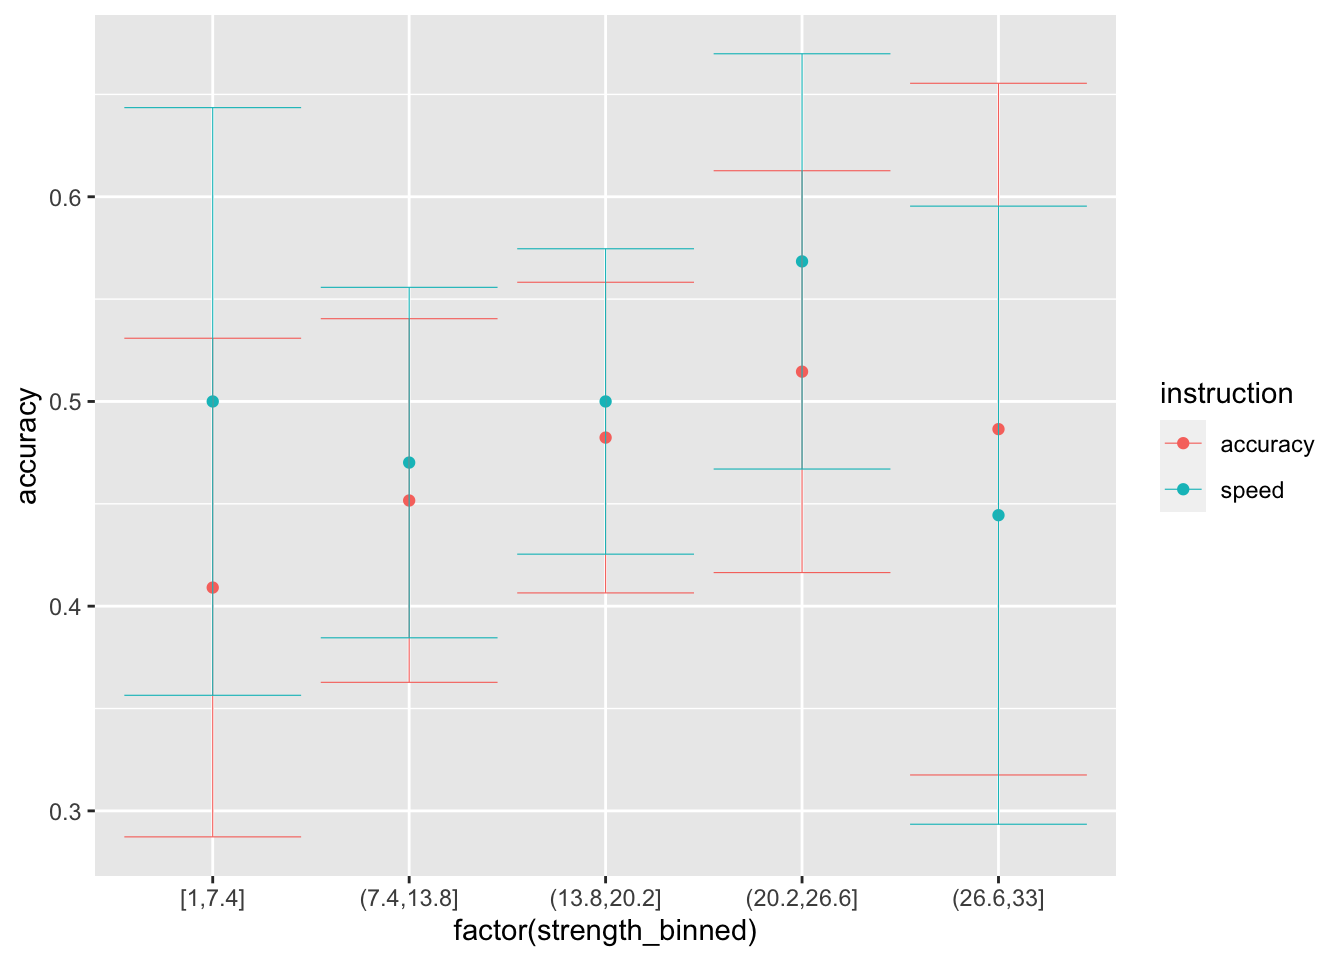 accuracy
0.6
0.5
0.4
0.3
[1,7.4]
(7.4,13.8]
(13.8,20.2]
(20.2,26.6]
(26.6,33]
factor(strength_binned)
instruction
accuracy
speed